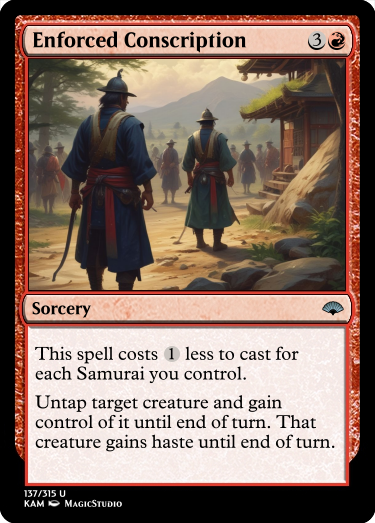 Enforced Conscription 3
Sorcery
This spell costs 1 less to cast for
each Samurai you control.
Untap target creature and gain
control of it until end of turn. That
creature gains haste until end of turn.
137/315 U
KAM MagicStudio